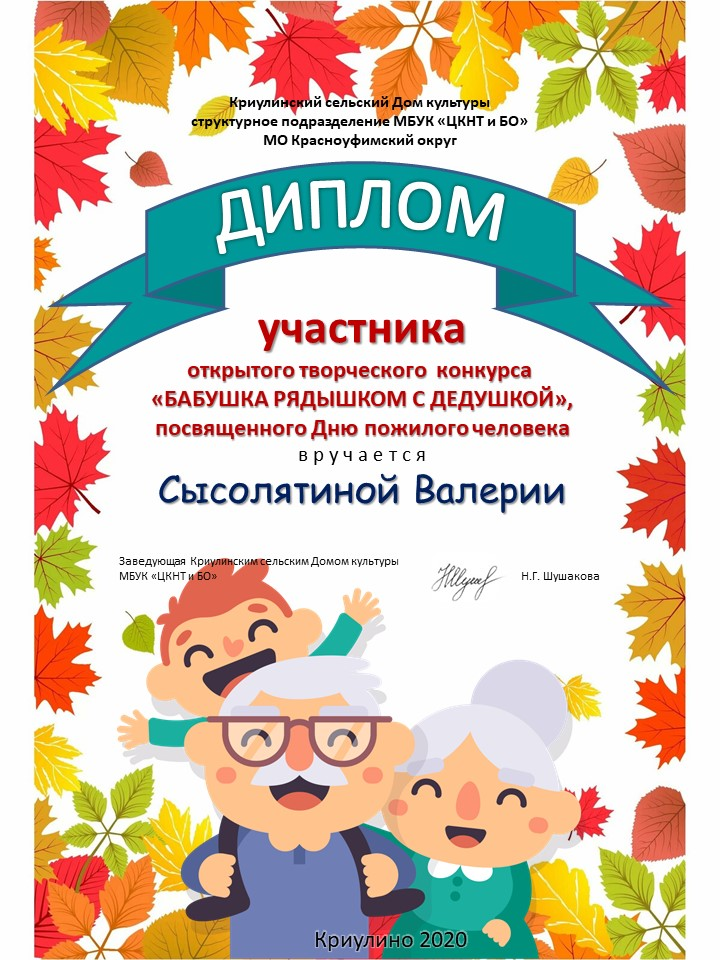 Криулинский сельский Дом культуры
структурное подразделение МБУК «ЦКНТ и БО»
МО Красноуфимский округ
ДИПЛОМ
участника
открытого творческого конкурса
«БАБУШКА РЯДЫШКОМ С ДЕДУШКОЙ»,
посвященного Дню пожилого человека
вручается
Сысолятиной Валерии
Заведующая Криулинским сельским Домом культуры
МБУК «ЦКНТ и БО»
Н.Г. Шушакова
Криулино 2020